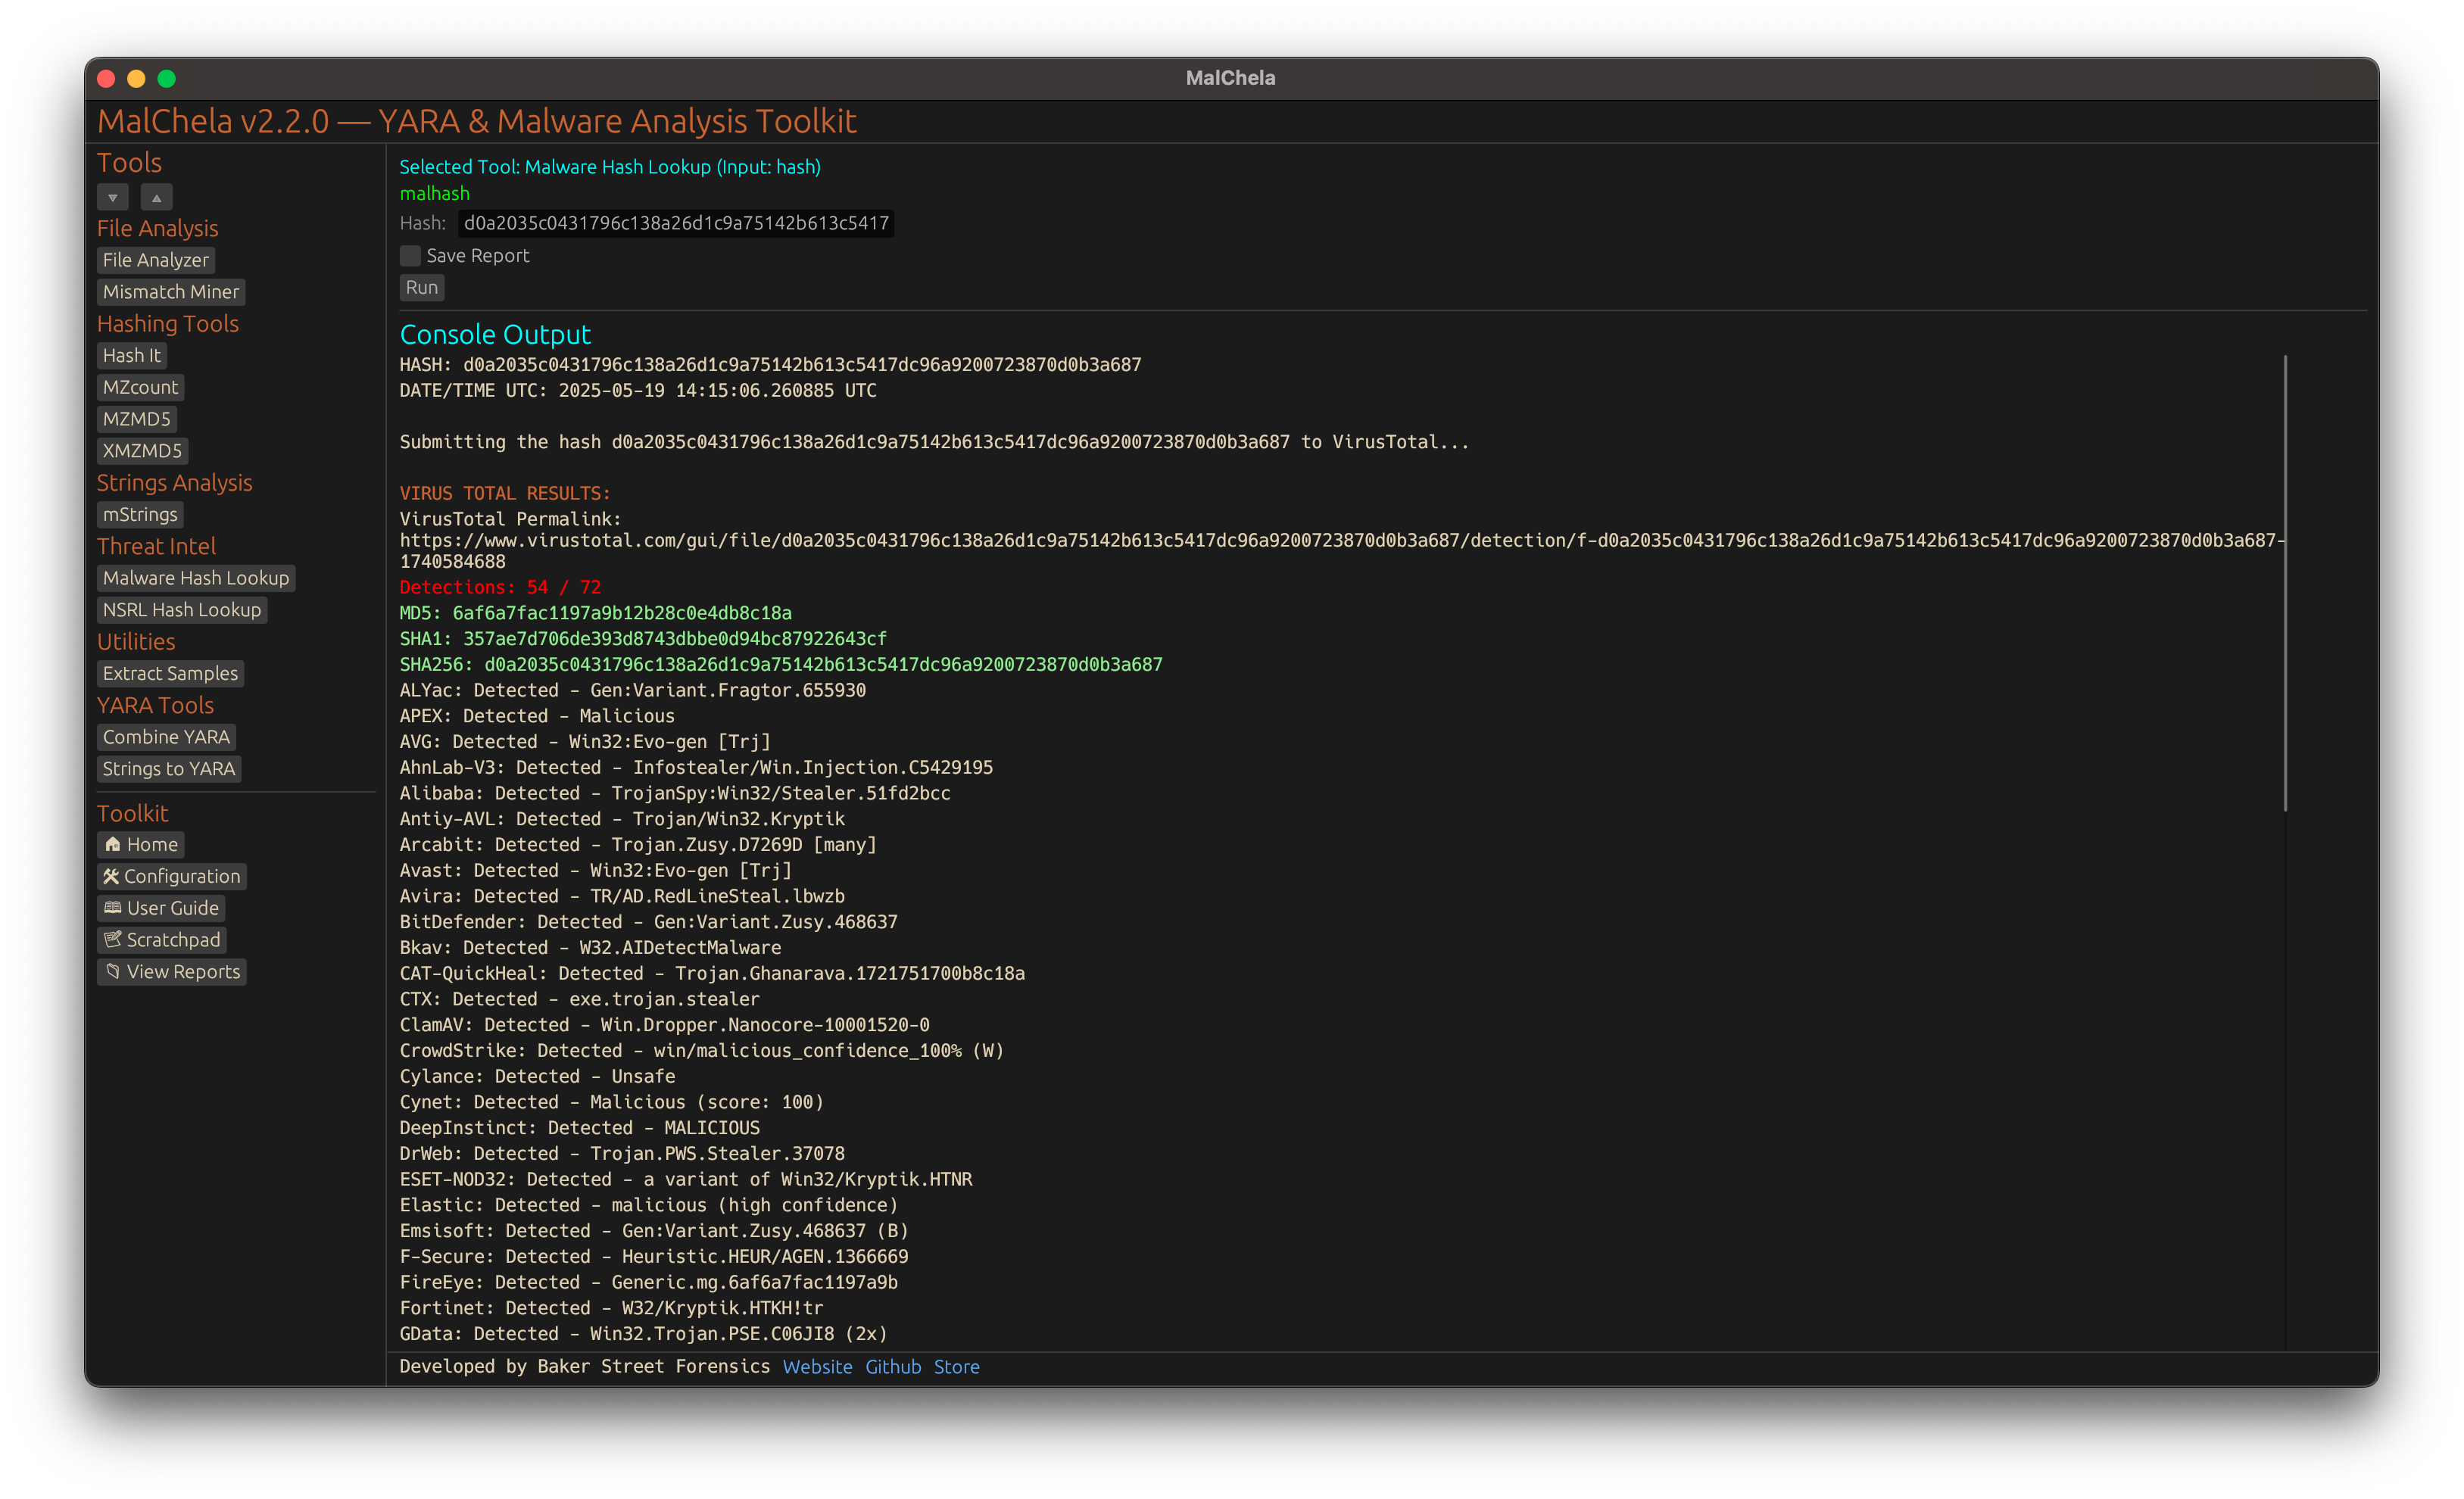 MalChela
MalChela v2.2.0 — YARA & Malware Analysis Toolkit
Tools
File Analysis
File Analyzer
Mismatch Miner
Hashing Tools
Hash It
MZcount
MZMD5
XMZMD5
Strings Analysis
mStrings
Threat Intel
Malware Hash Lookup
NSRL Hash Lookup
Utilities
Extract Samples
YARA Tools
Combine YARA
Strings to YARA
Toolkit
Home
Configuration
User Guide
Scratchpad
View Reports
Selected Tool: Malware Hash Lookup (Input: hash)
malhash
Hash: d0a2035c0431796c138a26d1c9a75142b613c5417
Save Report
Run
Console Output
HASH: d0a2035c0431796c138a26d1c9a75142b613c5417dc96a9200723870d0b3a687
DATE/TIME UTC: 2025-05-19 14:15:06.260885 UTC
Submitting the hash d0a2035c0431796c138a26d1c9a75142b613c5417dc96a9200723870d0b3a687 to VirusTotal...
VIRUS TOTAL RESULTS:
VirusTotal Permalink:
https://www.virustotal.com/gui/file/d0a2035c0431796c138a26d1c9a75142b613c5417dc96a9200723870d0b3a687/detection/f-d0a2035c0431796c138a26d1c9a75142b613c5417dc96a9200723870d0b3a687-
1740584688
Detections: 54 / 72
MD5: 6af6a7fac1197a9b12b28c0e4db8c18a
SHA1: 357ae7d706de393d8743dbbe0d94bc87922643cf
SHA256: d0a2035c0431796c138a26d1c9a75142b613c5417dc96a9200723870d0b3a687
ALYac: Detected - Gen:Variant.Fragtor.655930
APEX: Detected - Malicious
AVG: Detected - Win32:Evo-gen [Trj]
AhnLab-V3: Detected - Infostealer/Win.Injection.C5429195
Alibaba: Detected - TrojanSpy:Win32/Stealer.51fd2bcc
Antiy-AVL: Detected - Trojan/Win32.Kryptik
Arcabit: Detected - Trojan.Zusy.D7269D [many]
Avast: Detected - Win32:Evo-gen [Trj]
Avira: Detected - TR/AD.RedLineSteal.lbwzb
BitDefender: Detected - Gen:Variant.Zusy.468637
Bkav: Detected - W32.AIDetectMalware
CAT-QuickHeal: Detected - Trojan.Ghanarava.1721751700b8c18a
CTX: Detected - exe.trojan.stealer
ClamAV: Detected - Win.Dropper.Nanocore-10001520-0
CrowdStrike: Detected - win/malicious_confidence_100% (W)
Cylance: Detected - Unsafe
Cynet: Detected - Malicious (score: 100)
DeepInstinct: Detected - MALICIOUS
DrWeb: Detected - Trojan.PWS.Stealer.37078
ESET-NOD32: Detected - a variant of Win32/Kryptik.HTNR
Elastic: Detected - malicious (high confidence)
Emsisoft: Detected - Gen:Variant.Zusy.468637 (B)
F-Secure: Detected - Heuristic.HEUR/AGEN.1366669
FireEye: Detected - Generic.mg.6af6a7fac1197a9b
Fortinet: Detected - W32/Kryptik.HTKH!tr
GData: Detected - Win32.Trojan.PSE.C06JI8 (2x)
Developed by Baker Street Forensics Website Github Store